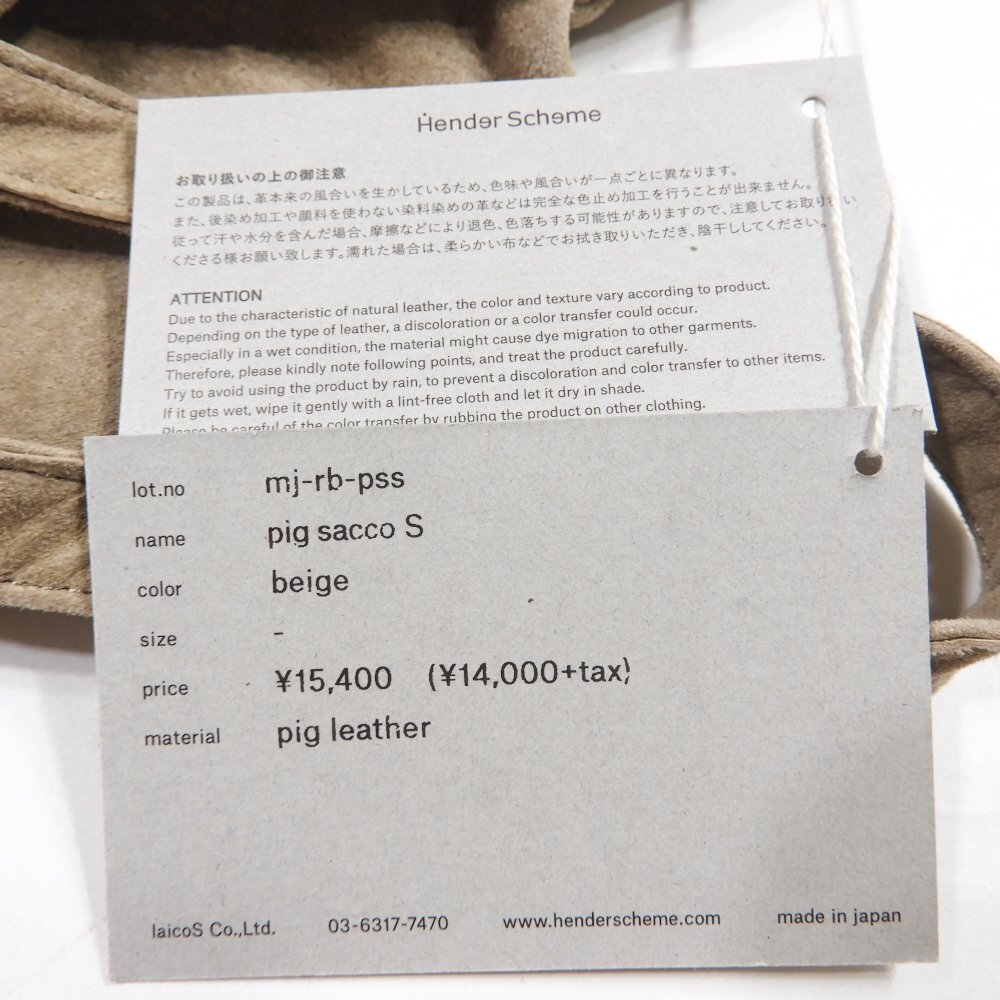 Hender Scheme
お取り扱いの上の御注意
この製品は、革本来の風合いを生かしているため、色味や風合いが一点ごとに異なります。
また、後染め加工や顔料を使わない染料染めの革などは完全な色止め加工を行うことが出来ません。
従って汗や水分を含んだ場合、摩擦などにより退色、色落ちする可能性がありますので、注意してお取り扱い
くださる様お願い致します。濡れた場合は、柔らかい布などでお拭き取りいただき、陰干ししてください。
ATTENTION
Due to the characteristic of natural leather, the color and texture vary according to product.
Depending on the type of leather, a discoloration or a color transfer could occur.
Especially in a wet condition, the material might cause dye migration to other garments.
Therefore, please kindly note following points, and treat the product carefully.
Try to avoid using the product by rain, to prevent a discoloration and color transfer to other items.
If it gets wet, wipe it gently with a lint-free cloth and let it dry in shade.
Please be careful of the color transfer by rubbing the product on other clothing.
lot.no mj-rb-pss
name pig sacco S
color beige
size -
price ¥15,400 (¥14,000+tax)
material pig leather
laicoS Co.,Ltd. 03-6317-7470 www.henderscheme.com made in japan